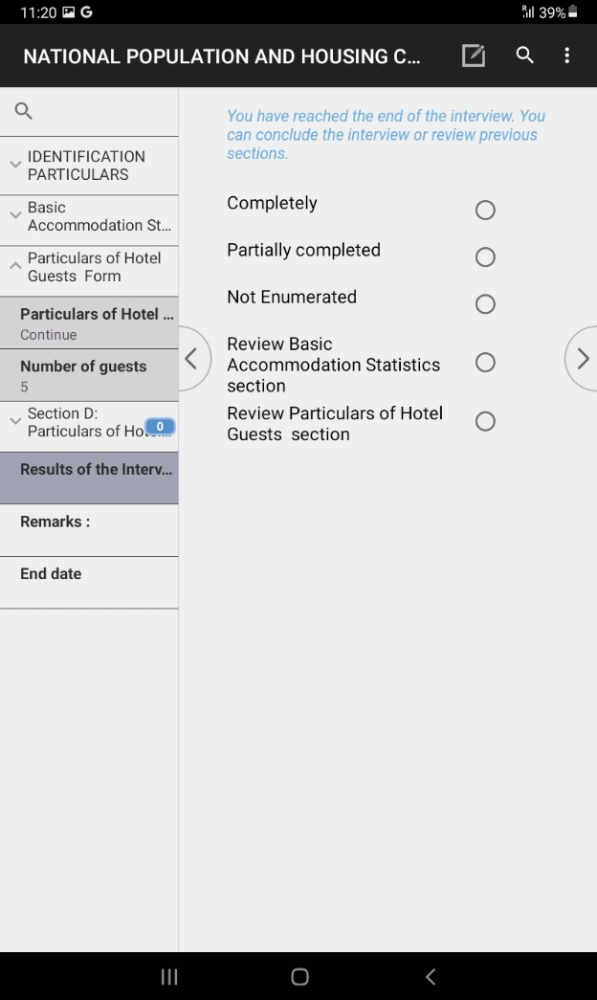 11:20 G 39%
NATIONAL POPULATION AND HOUSING C...
IDENTIFICATION
PARTICULARS
Basic
Accommodation St...
Particulars of Hotel
Guests Form
Particulars of Hotel ...
Continue
Number of guests
5
Section D:
Particulars of Hot...
0
Results of the Interv...
Remarks :
End date
You have reached the end of the interview. You
can conclude the interview or review previous
sections.
Completely
Partially completed
Not Enumerated
Review Basic
Accommodation Statistics
section
Review Particulars of Hotel
Guests section